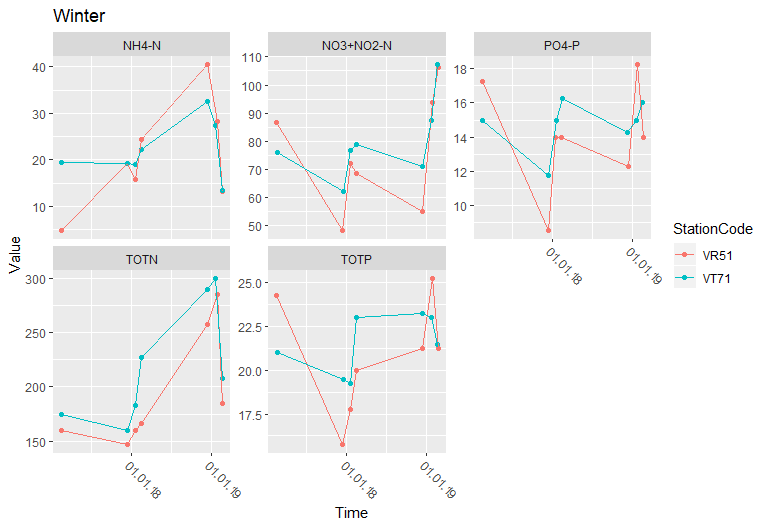 Winter
NH4-N NO3+NO2-N PO4-P
40
30
20
10
110
100
90
80
70
60
50
18
16
14
12
10
01.01.18 01.01.19
Value
StationCode
VR51
VT71
TOTN TOTP
300
250
200
150
25.0
22.5
20.0
17.5
01.01.18 01.01.19 01.01.18 01.01.19
Time